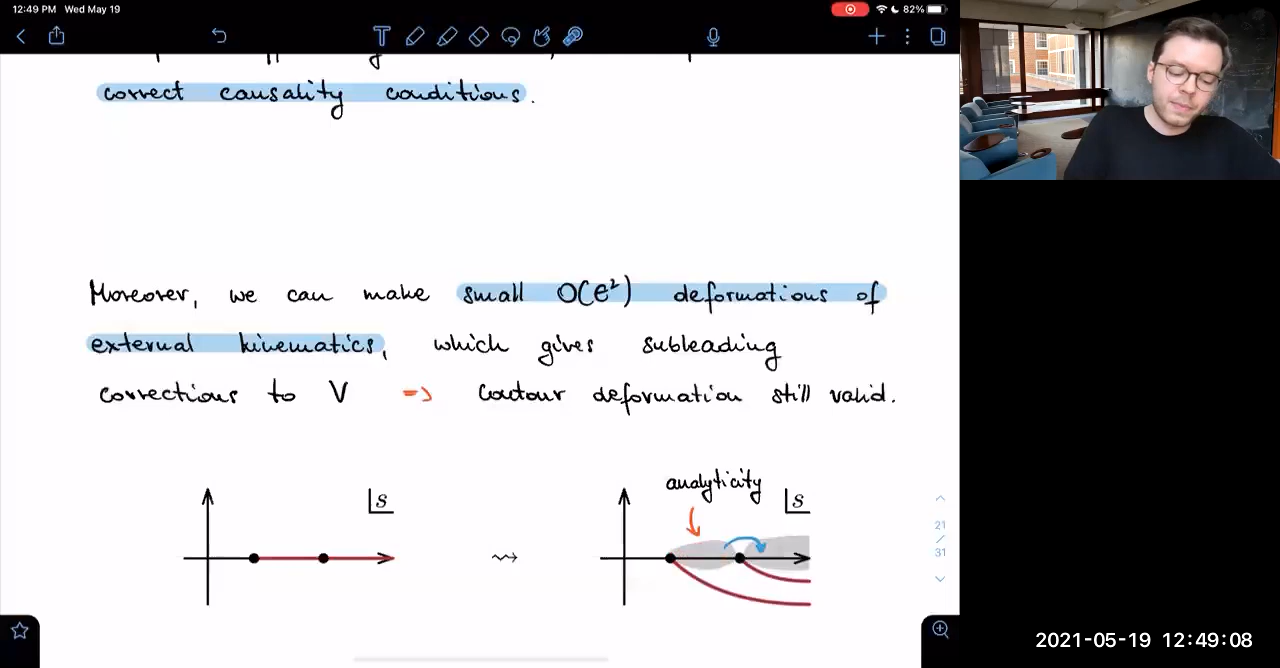 12:49 PM Wed May 19
82%
correct causality conditions.
Moreover, we can make small O(ε²) deformations of
external kinematics, which gives subleading
corrections to V => contour deformation still valid.
analyticity
s
s
21
/
31
2021-05-19 12:49:08